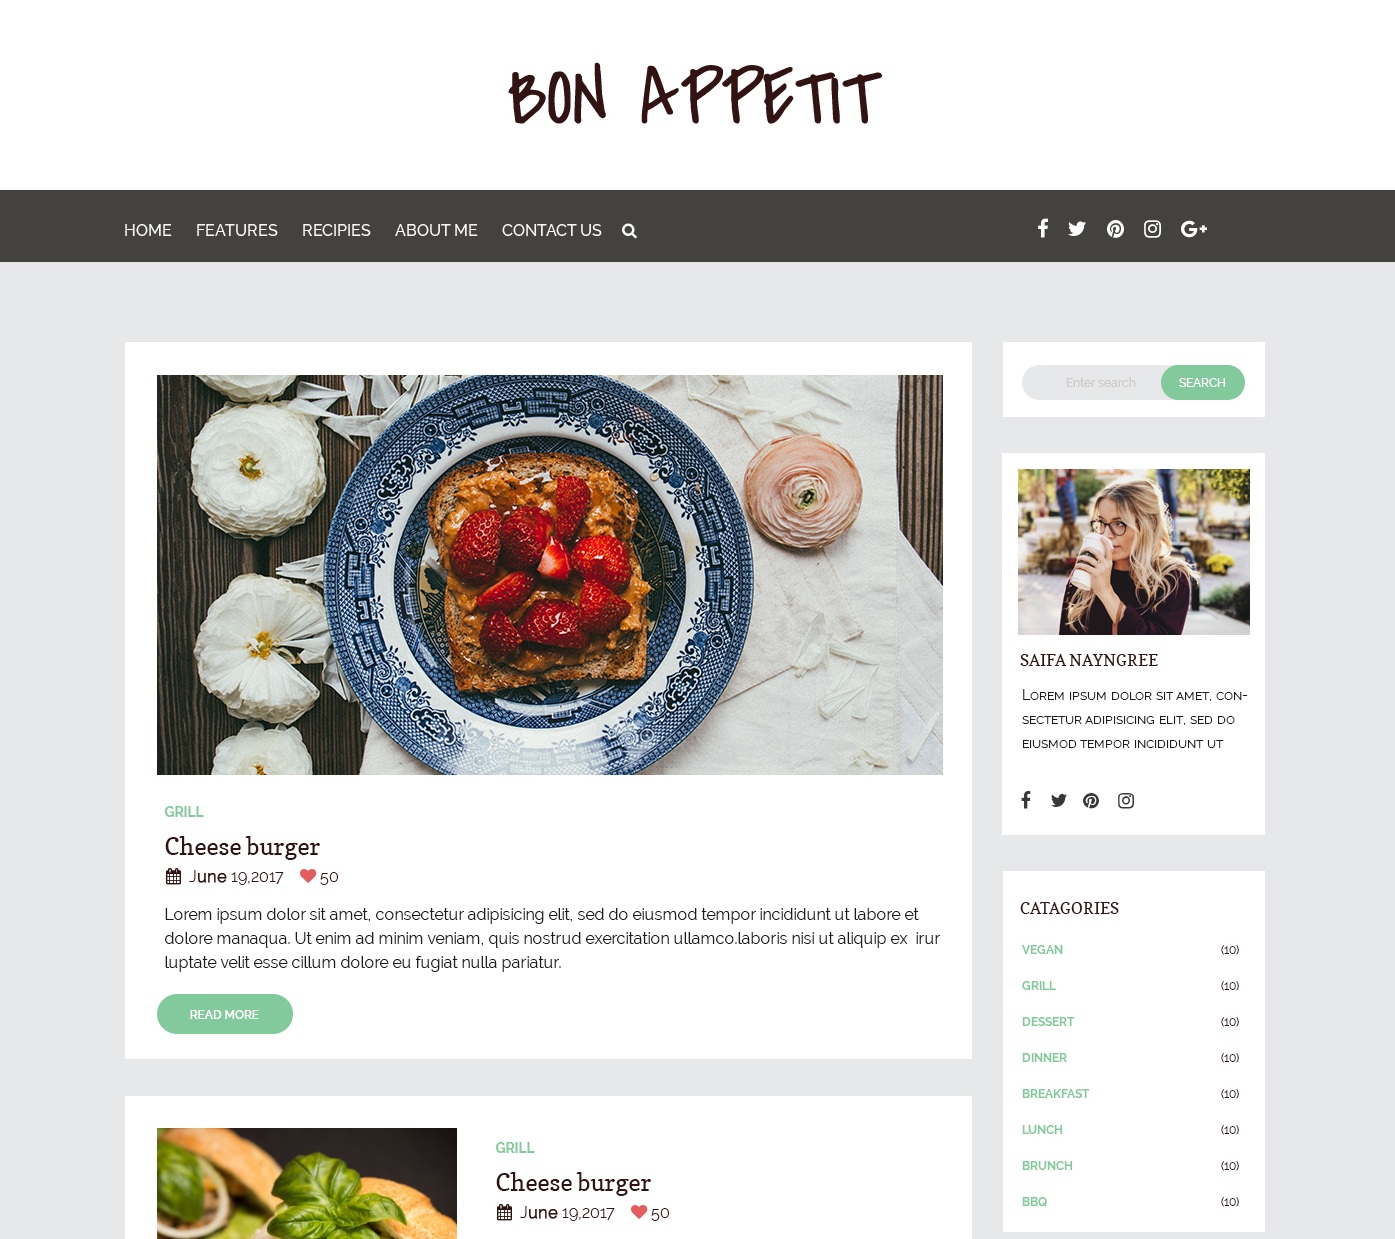 BON APPETIT
HOME FEATURES RECIPIES ABOUT ME CONTACT US
Enter search SEARCH
GRILL
Cheese burger
June 19,2017 50
Lorem ipsum dolor sit amet, consectetur adipisicing elit, sed do eiusmod tempor incididunt ut labore et
dolore manaqua. Ut enim ad minim veniam, quis nostrud exercitation ullamco.laboris nisi ut aliquip ex irur
luptate velit esse cillum dolore eu fugiat nulla pariatur.
READ MORE
GRILL
Cheese burger
June 19,2017 50
SAIFA NAYNGREE
Lorem ipsum dolor sit amet, con-
sectetur adipisicing elit, sed do
eiusmod tempor incididunt ut
CATAGORIES
VEGAN (10)
GRILL (10)
DESSERT (10)
DINNER (10)
BREAKFAST (10)
LUNCH (10)
BRUNCH (10)
BBQ (10)